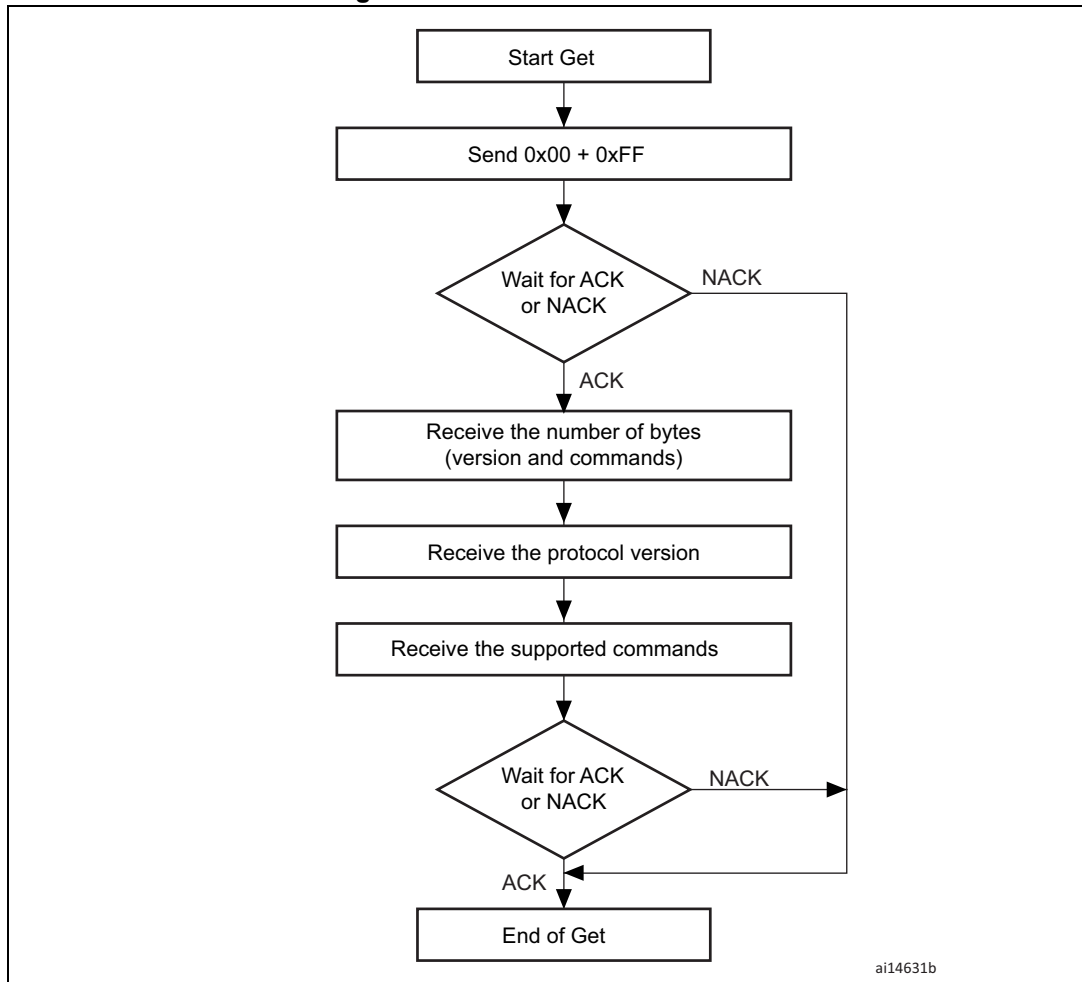 Start Get
Send 0x00 + 0xFF
Wait for ACK
or NACK
NACK
ACK
Receive the number of bytes
(version and commands)
Receive the protocol version
Receive the supported commands
Wait for ACK
or NACK
NACK
ACK
End of Get
ai14631b